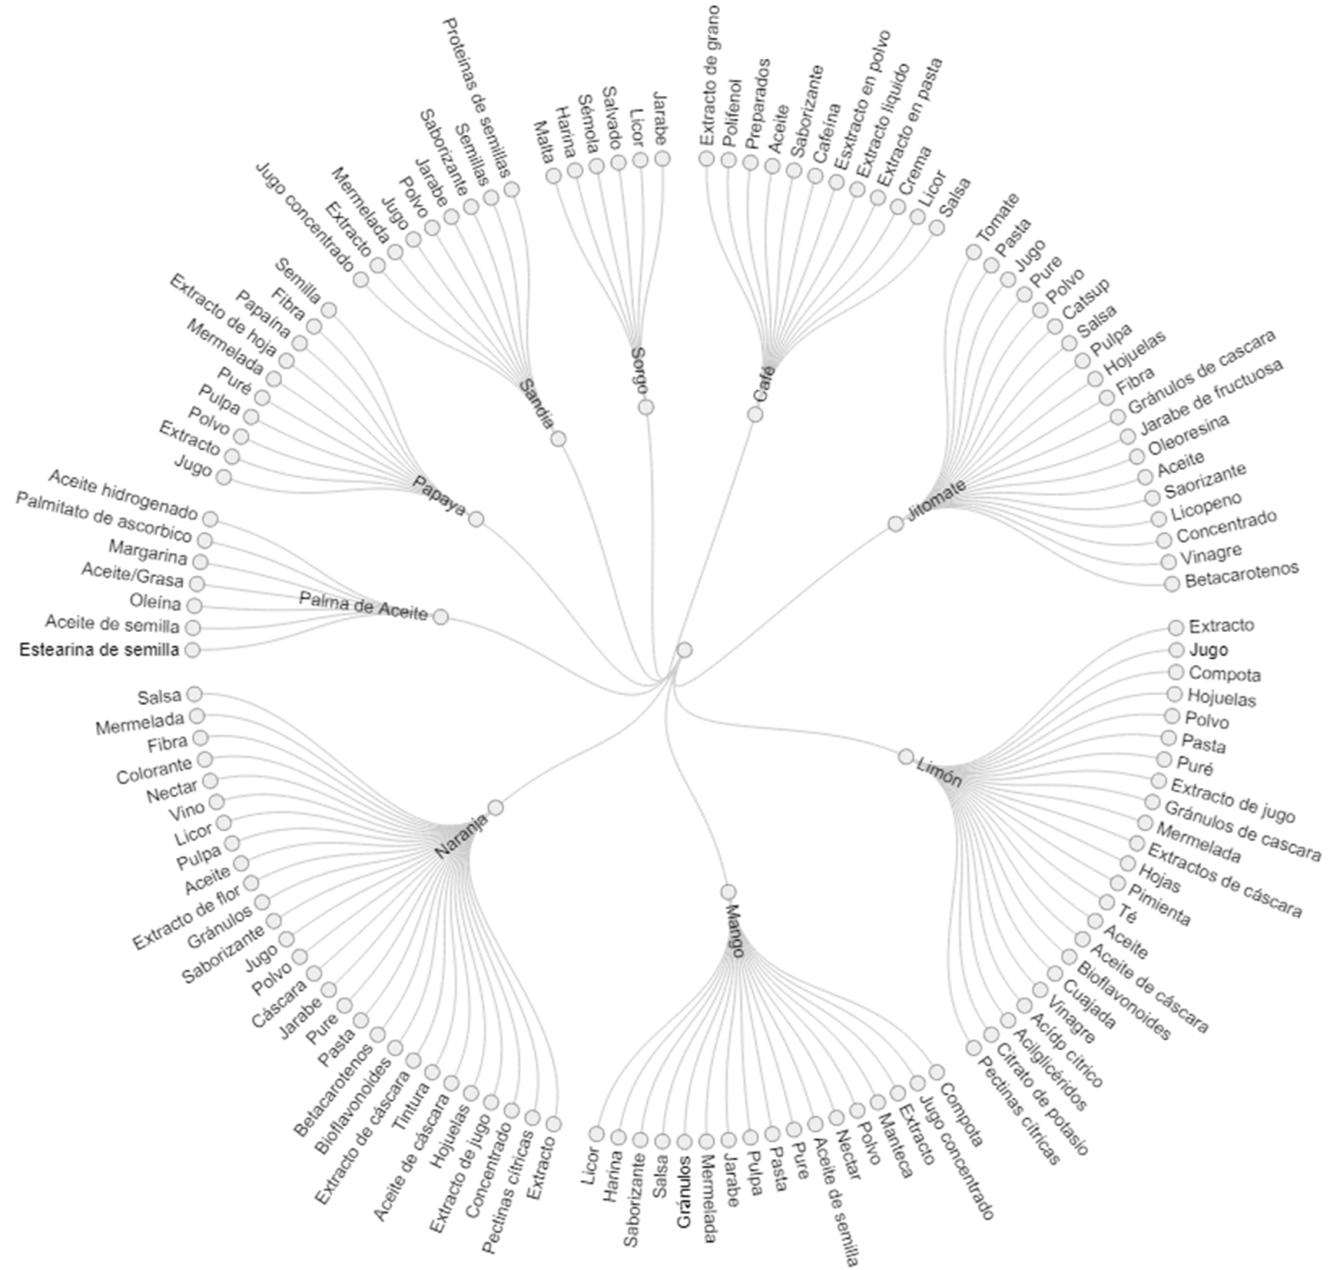 Café
Extracto de grano
Polifenol
Preparados
Aceite
Saborizante
Cafeína
Esxtracto en polvo
Extracto liquido
Extracto en pasta
Crema
Licor
Salsa
Jitomate
Tomate
Pasta
Jugo
Pure
Polvo
Catsup
Salsa
Pulpa
Hojuelas
Fibra
Gránulos de cascara
Jarabe de fructuosa
Oleoresina
Aceite
Saorizante
Licopeno
Concentrado
Vinagre
Betacarotenos
Limón
Extracto
Jugo
Compota
Hojuelas
Polvo
Pasta
Puré
Extracto de jugo
Gránulos de cascara
Mermelada
Extractos de cáscara
Hojas
Pimienta
Té
Aceite
Aceite de cáscara
Bioflavonoides
Cuajada
Vinagre
Acídp cítrico
Acilglicéridos
Citrato de potasio
Pectinas cítricas
Mango
Compota
Jugo concentrado
Extracto
Manteca
Polvo
Nectar
Aceite de semilla
Pure
Pasta
Pulpa
Jarabe
Mermelada
Gránulos
Salsa
Saborizante
Harina
Licor
Naranja
Extracto
Pectinas cítricas
Concentrado
Extracto de jugo
Hojuelas
Aceite de cáscara
Tintura
Extracto de cáscara
Bioflavonoides
Betacarotenos
Pasta
Pure
Jarabe
Cáscara
Polvo
Jugo
Saborizante
Gránulos
Extracto de flor
Aceite
Pulpa
Licor
Vino
Nectar
Colorante
Fibra
Mermelada
Salsa
Palma de Aceite
Estearina de semilla
Aceite de semilla
Oleína
Aceite/Grasa
Margarina
Palmitato de ascorbico
Aceite hidrogenado
Papaya
Jugo
Extracto
Polvo
Pulpa
Puré
Mermelada
Extracto de hoja
Papaína
Fibra
Semilla
Sandia
Jugo concentrado
Extracto
Mermelada
Jugo
Polvo
Jarabe
Saborizante
Semillas
Proteinas de semillas
Sorgo
Malta
Harina
Sémola
Salvado
Licor
Jarabe